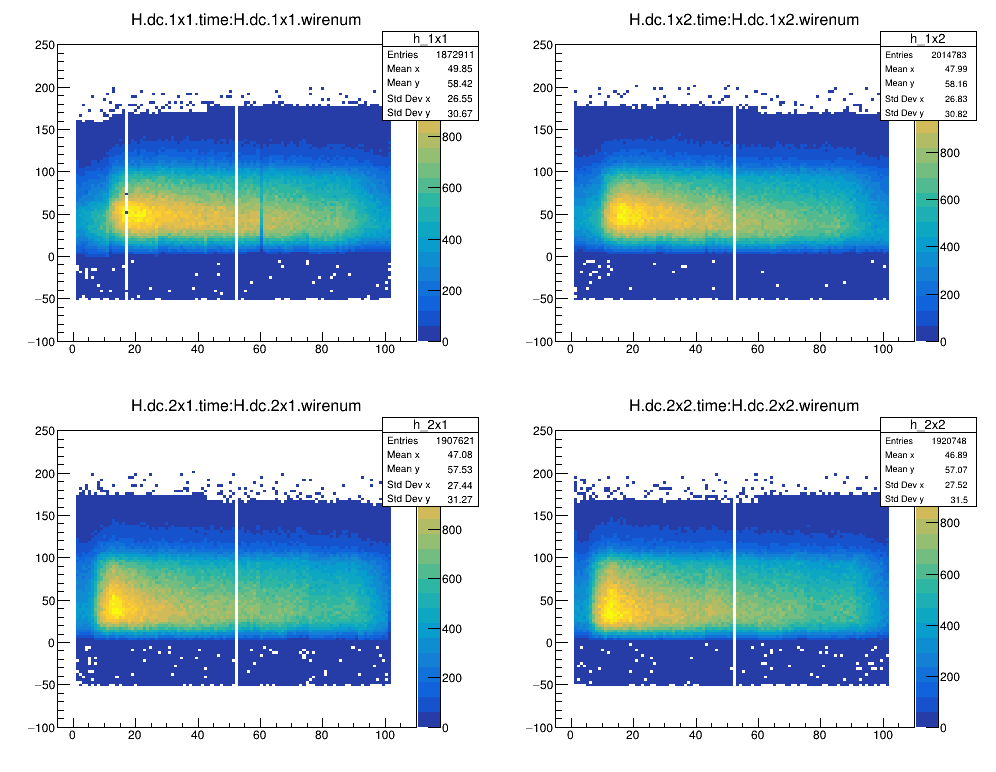 H.dc.1x1.time:H.dc.1x1.wirenum
h_1x1
Entries 1872911
Mean x 49.85
Mean y 58.42
Std Dev x 26.55
Std Dev y 30.67
250
200
150
100
50
0
−50
−100
0 20 40 60 80 100
800
600
400
200
0
H.dc.1x2.time:H.dc.1x2.wirenum
h_1x2
Entries 2014783
Mean x 47.99
Mean y 58.16
Std Dev x 26.83
Std Dev y 30.82
250
200
150
100
50
0
−50
−100
0 20 40 60 80 100
800
600
400
200
0
H.dc.2x1.time:H.dc.2x1.wirenum
h_2x1
Entries 1907621
Mean x 47.08
Mean y 57.53
Std Dev x 27.44
Std Dev y 31.27
250
200
150
100
50
0
−50
−100
0 20 40 60 80 100
800
600
400
200
0
H.dc.2x2.time:H.dc.2x2.wirenum
h_2x2
Entries 1920748
Mean x 46.89
Mean y 57.07
Std Dev x 27.52
Std Dev y 31.5
250
200
150
100
50
0
−50
−100
0 20 40 60 80 100
800
600
400
200
0